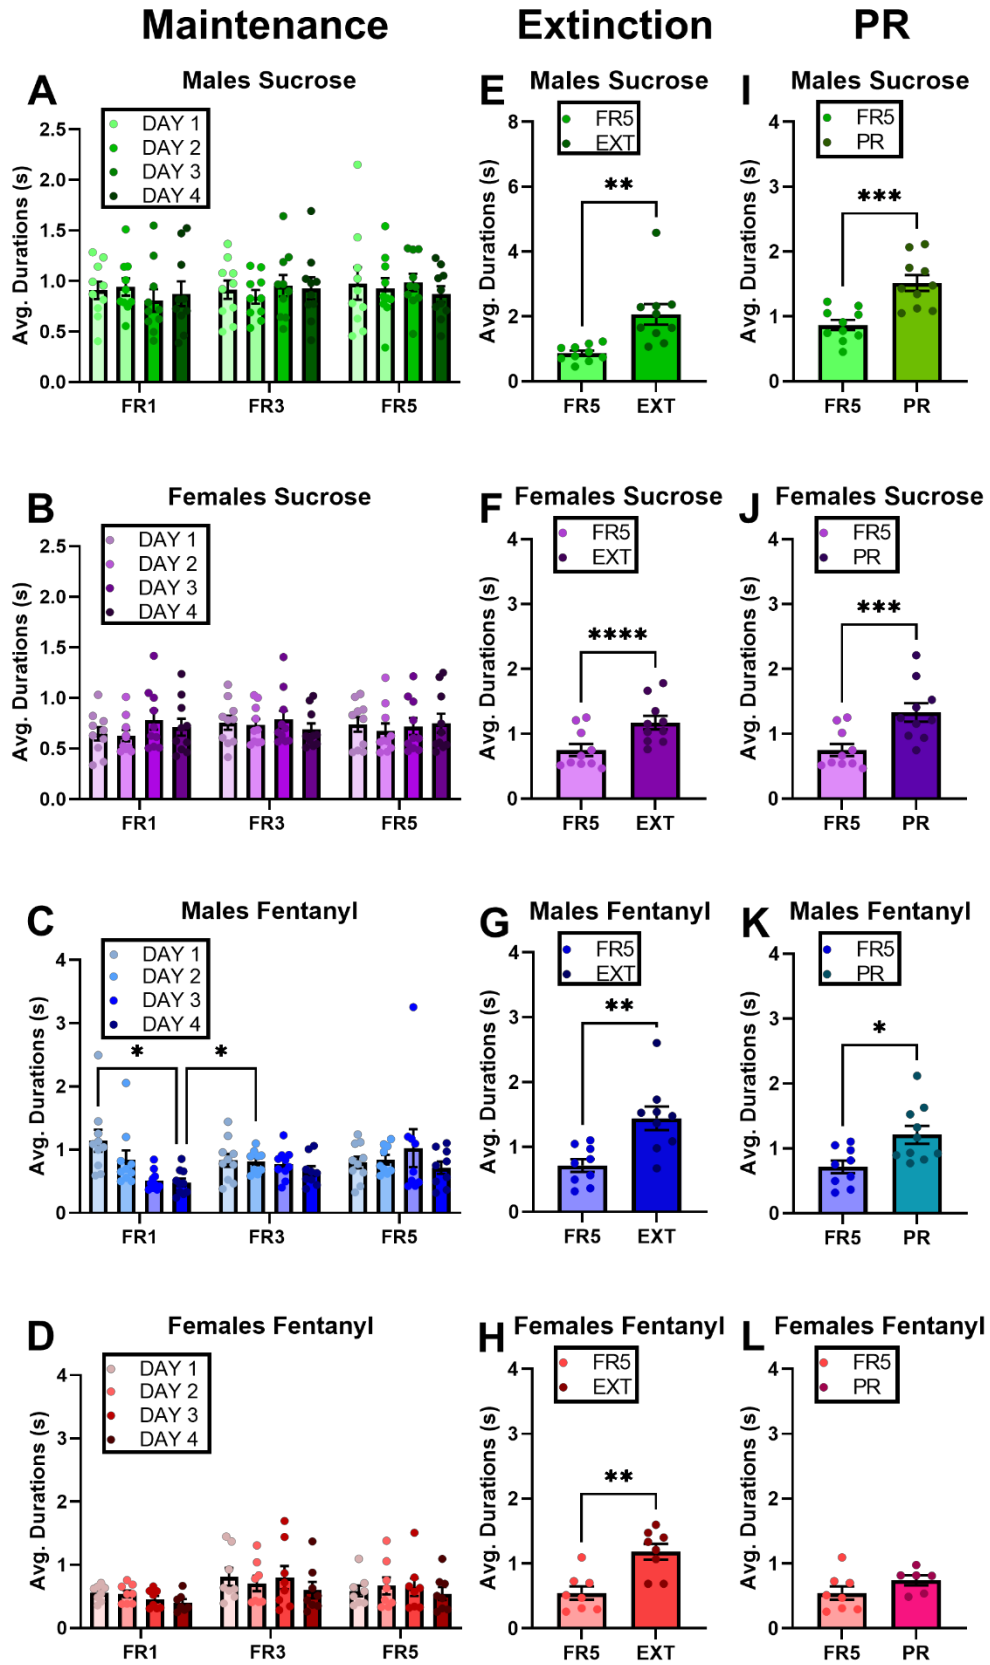 Maintenance Extinction PR
A Males Sucrose
DAY 1
DAY 2
DAY 3
DAY 4
Avg. Durations (s)
2.5
2.0
1.5
1.0
0.5
0.0
FR1 FR3 FR5
E Males Sucrose
FR5
EXT
**
Avg. Durations (s)
8
6
4
2
0
FR5 EXT
I Males Sucrose
FR5
PR
***
Avg. Durations (s)
4
3
2
1
0
FR5 PR
B Females Sucrose
DAY 1
DAY 2
DAY 3
DAY 4
Avg. Durations (s)
2.5
2.0
1.5
1.0
0.5
0.0
FR1 FR3 FR5
F Females Sucrose
FR5
EXT
****
Avg. Durations (s)
4
3
2
1
0
FR5 EXT
J Females Sucrose
FR5
PR
***
Avg. Durations (s)
4
3
2
1
0
FR5 PR
C Males Fentanyl
DAY 1
DAY 2
DAY 3
DAY 4
* *
Avg. Durations (s)
4
3
2
1
0
FR1 FR3 FR5
G Males Fentanyl
FR5
EXT
**
Avg. Durations (s)
4
3
2
1
0
FR5 EXT
K Males Fentanyl
FR5
PR
*
Avg. Durations (s)
4
3
2
1
0
FR5 PR
D Females Fentanyl
DAY 1
DAY 2
DAY 3
DAY 4
Avg. Durations (s)
4
3
2
1
0
FR1 FR3 FR5
H Females Fentanyl
FR5
EXT
**
Avg. Durations (s)
4
3
2
1
0
FR5 EXT
L Females Fentanyl
FR5
PR
Avg. Durations (s)
4
3
2
1
0
FR5 PR